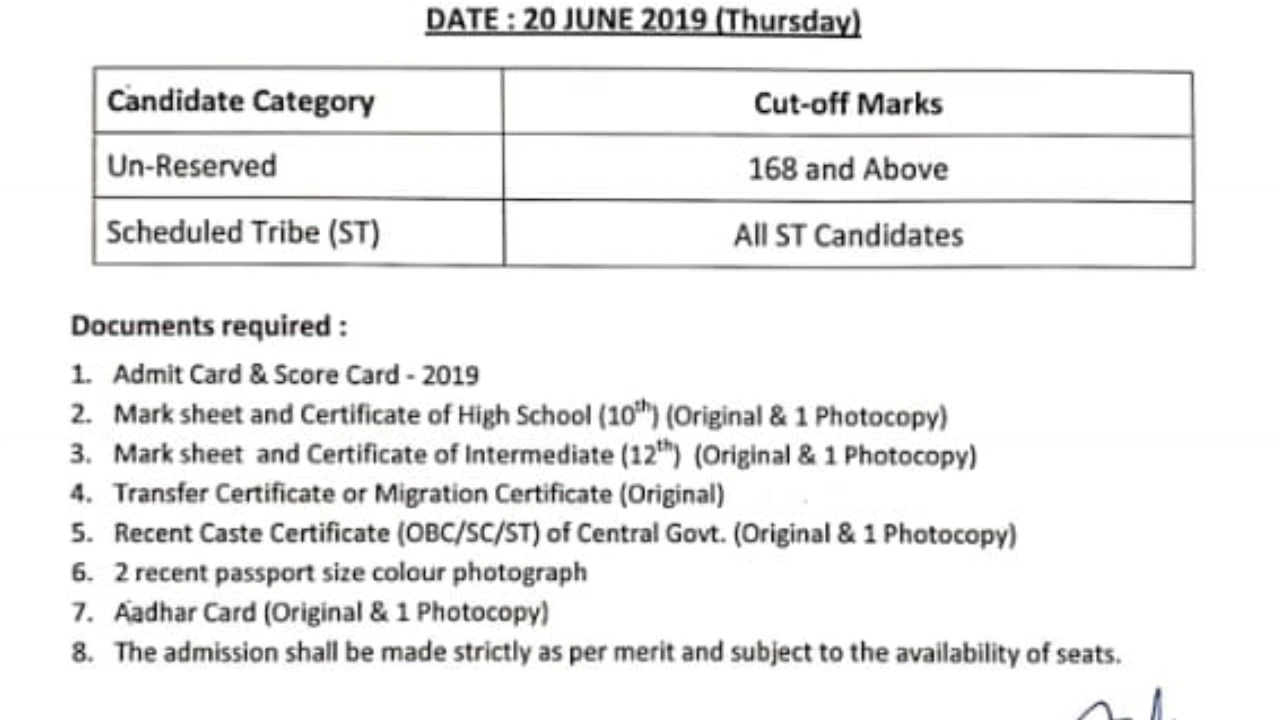 DATE : 20 JUNE 2019 (Thursday)
Candidate Category Cut-off Marks
Un-Reserved 168 and Above
Scheduled Tribe (ST) All ST Candidates
Documents required :
1. Admit Card & Score Card - 2019
2. Mark sheet and Certificate of High School (10th) (Original & 1 Photocopy)
3. Mark sheet and Certificate of Intermediate (12th) (Original & 1 Photocopy)
4. Transfer Certificate or Migration Certificate (Original)
5. Recent Caste Certificate (OBC/SC/ST) of Central Govt. (Original & 1 Photocopy)
6. 2 recent passport size colour photograph
7. Aadhar Card (Original & 1 Photocopy)
8. The admission shall be made strictly as per merit and subject to the availability of seats.